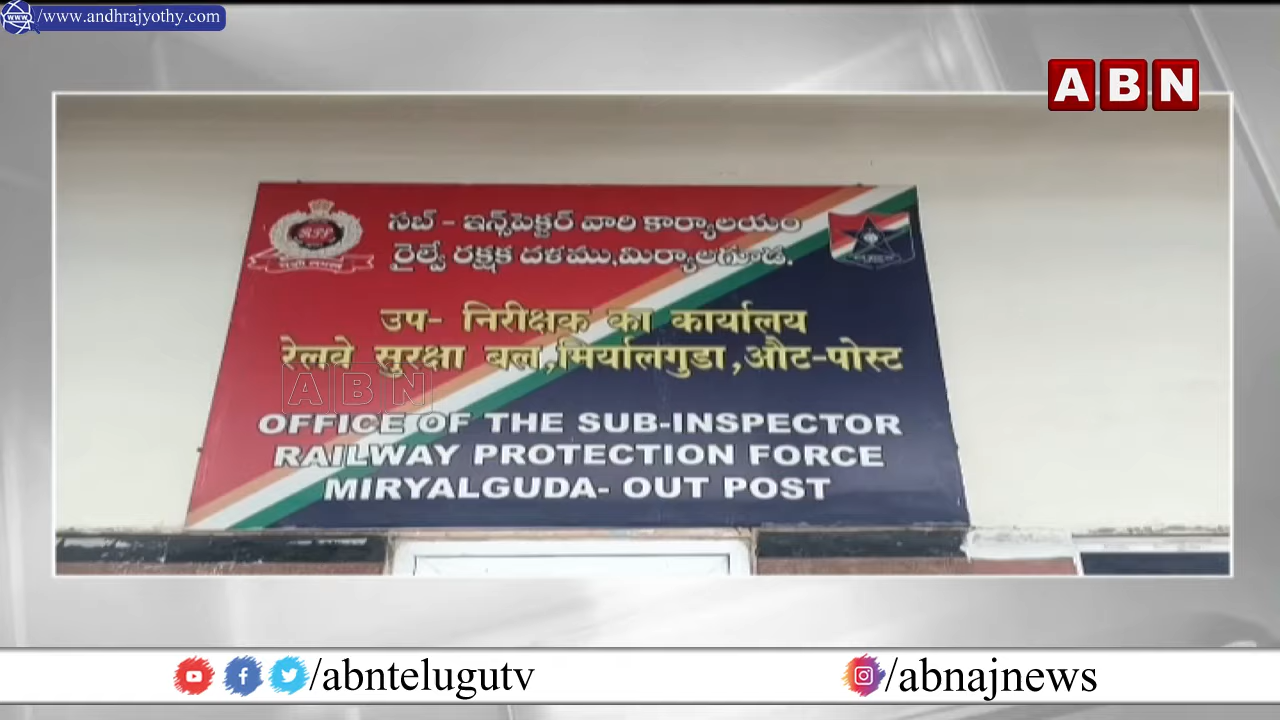 /www.andhrajyothy.com
ABN
సబ్ - ఇన్స్‌పెక్టర్ వారి కార్యాలయం
రైల్వే రక్షక దళము,మిర్యాలగూడ.
उप- निरीक्षक का कार्यालय
रेलवे सुरक्षा बल,मिर्यालगुडा,औट-पोस्ट
ABN
OFFICE OF THE SUB-INSPECTOR
RAILWAY PROTECTION FORCE
MIRYALGUDA- OUT POST
/abntelugutv
/abnajnews